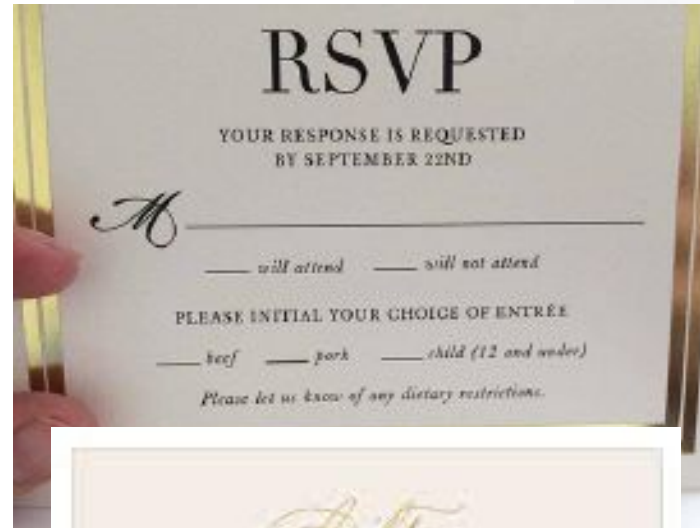 RSVP
YOUR RESPONSE IS REQUESTED
BY SEPTEMBER 22ND
M
will attend will not attend
PLEASE INITIAL YOUR CHOICE OF ENTRÉE
beef pork child (12 and under)
Please let us know of any dietary restrictions.